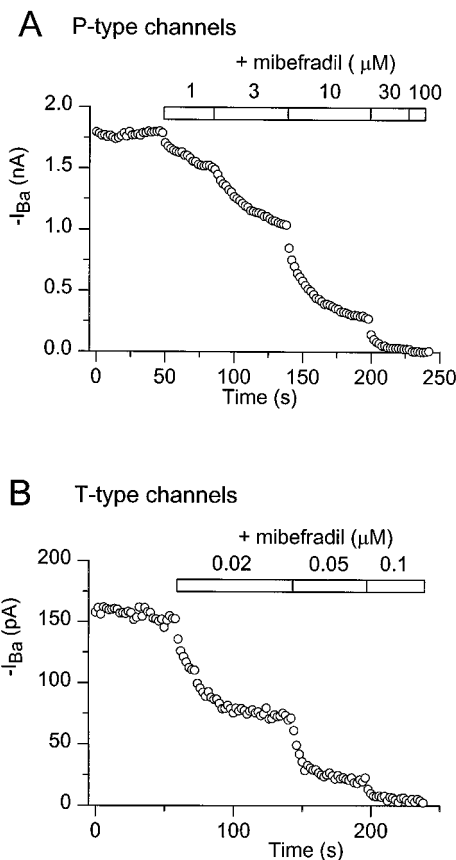 A P-type channels
+ mibefradil ( μM)
1 3 10 30 100
2.0
1.5
1.0
0.5
0.0
-IBa (nA)
0 50 100 150 200 250
Time (s)
B T-type channels
+ mibefradil (μM)
0.02 0.05 0.1
200
150
100
50
0
-IBa (pA)
0 100 200
Time (s)